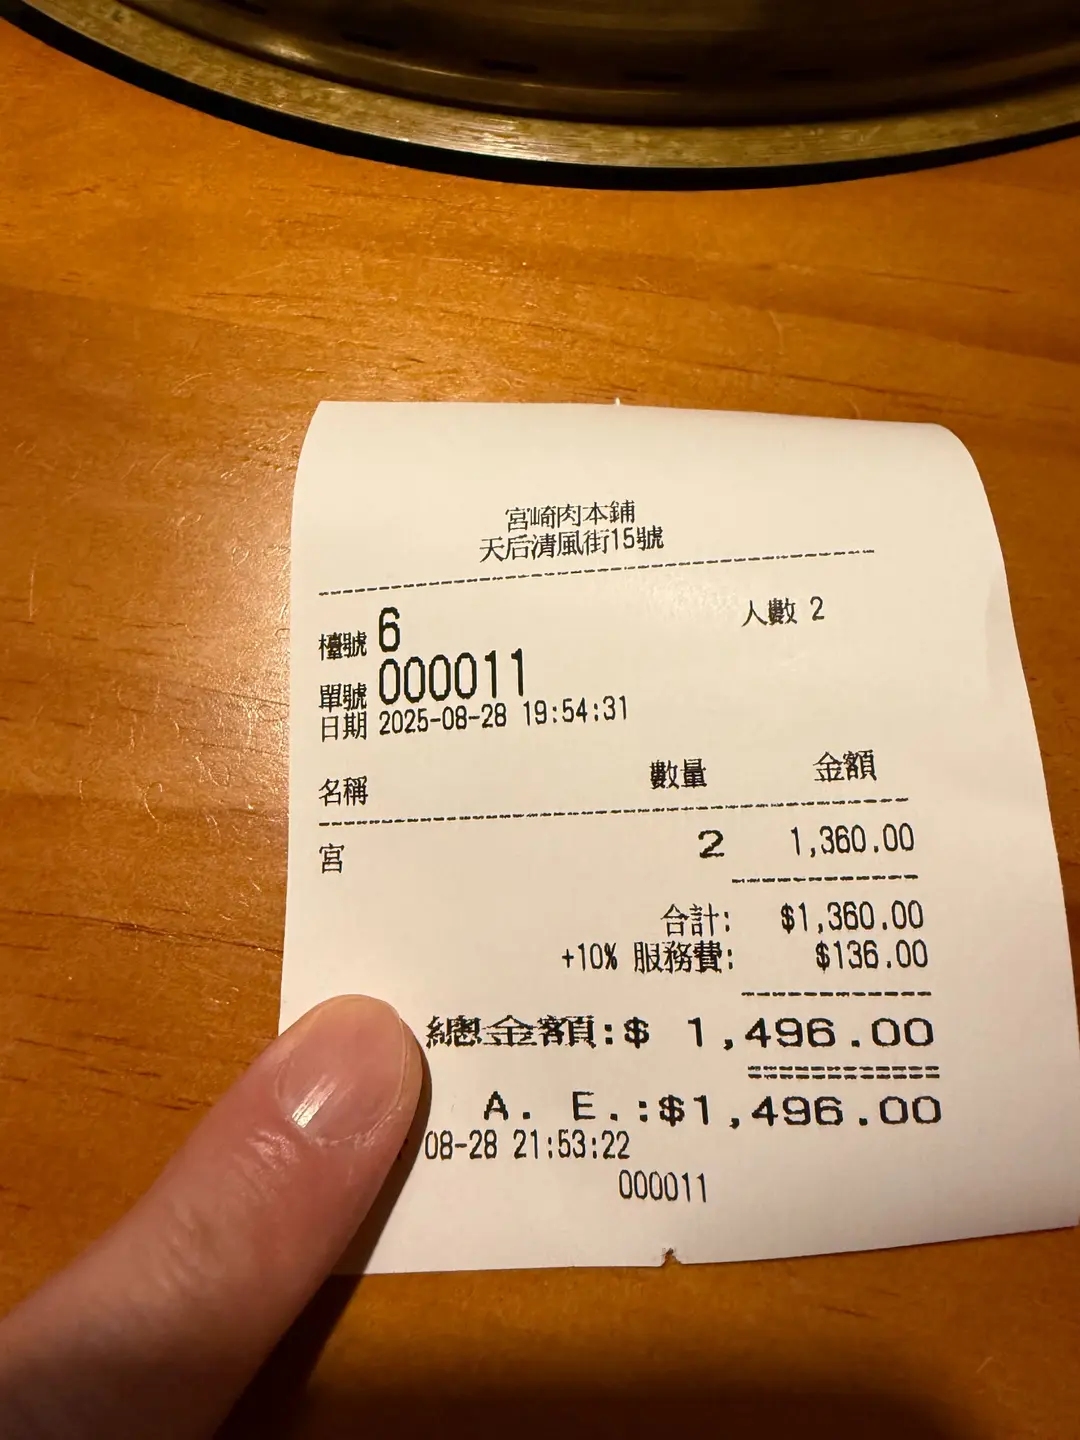 宮崎肉本鋪
天后清風街15號
檯號 6 人數 2
單號 000011
日期 2025-08-28 19:54:31
名稱 數量 金額
宮 2 1,360.00
合計: $1,360.00
+10% 服務費: $136.00
總金額:$ 1,496.00
A. E.:$1,496.00
08-28 21:53:22
000011